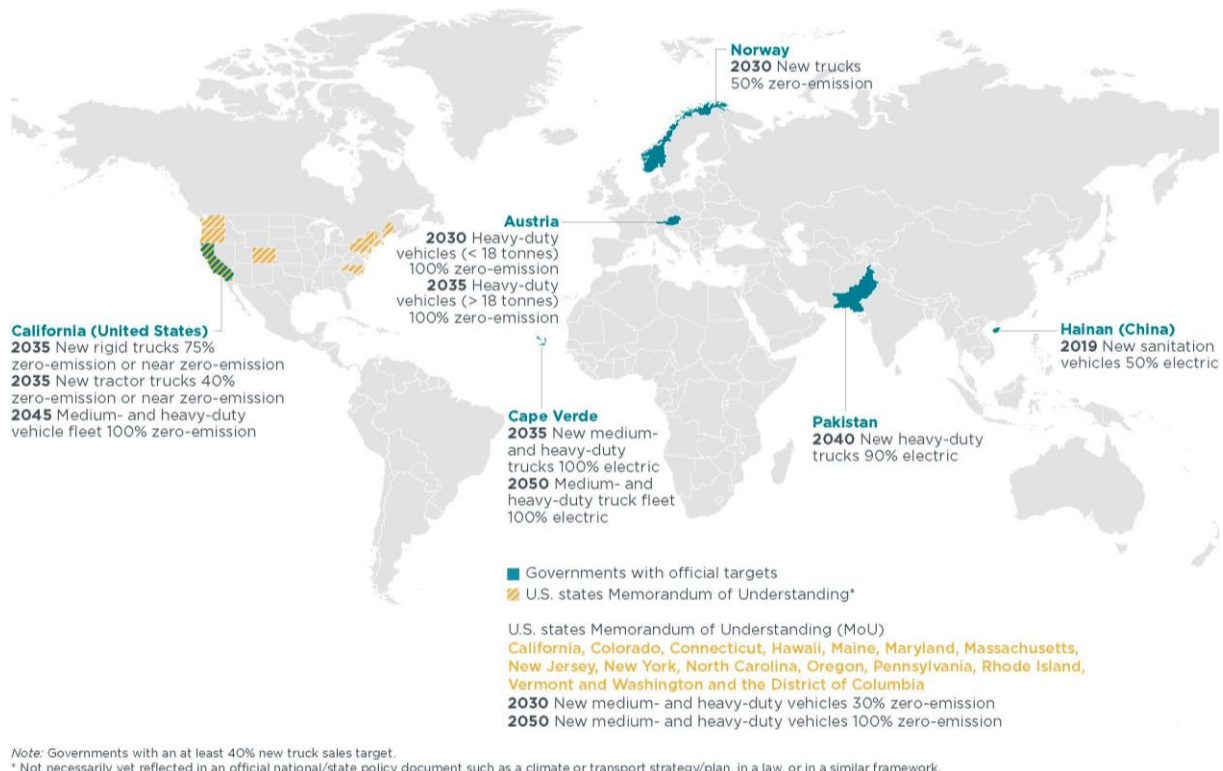 Norway
2030 New trucks
50% zero-emission
Austria
2030 Heavy-duty
vehicles (< 18 tonnes)
100% zero-emission
2035 Heavy-duty
vehicles (> 18 tonnes)
100% zero-emission
California (United States)
2035 New rigid trucks 75%
zero-emission or near zero-emission
2035 New tractor trucks 40%
zero-emission or near zero-emission
2045 Medium- and heavy-duty
vehicle fleet 100% zero-emission
Hainan (China)
2019 New sanitation
vehicles 50% electric
Cape Verde
2035 New medium-
and heavy-duty
trucks 100% electric
2050 Medium- and
heavy-duty truck fleet
100% electric
Pakistan
2040 New heavy-duty
trucks 90% electric
Governments with official targets
U.S. states Memorandum of Understanding*
U.S. states Memorandum of Understanding (MoU)
California, Colorado, Connecticut, Hawaii, Maine, Maryland, Massachusetts,
New Jersey, New York, North Carolina, Oregon, Pennsylvania, Rhode Island,
Vermont and Washington and the District of Columbia
2030 New medium- and heavy-duty vehicles 30% zero-emission
2050 New medium- and heavy-duty vehicles 100% zero-emission
Note: Governments with an at least 40% new truck sales target.
* Not necessarily yet reflected in an official national/state policy document such as a climate or transport strategy/plan, in a law, or in a similar framework.